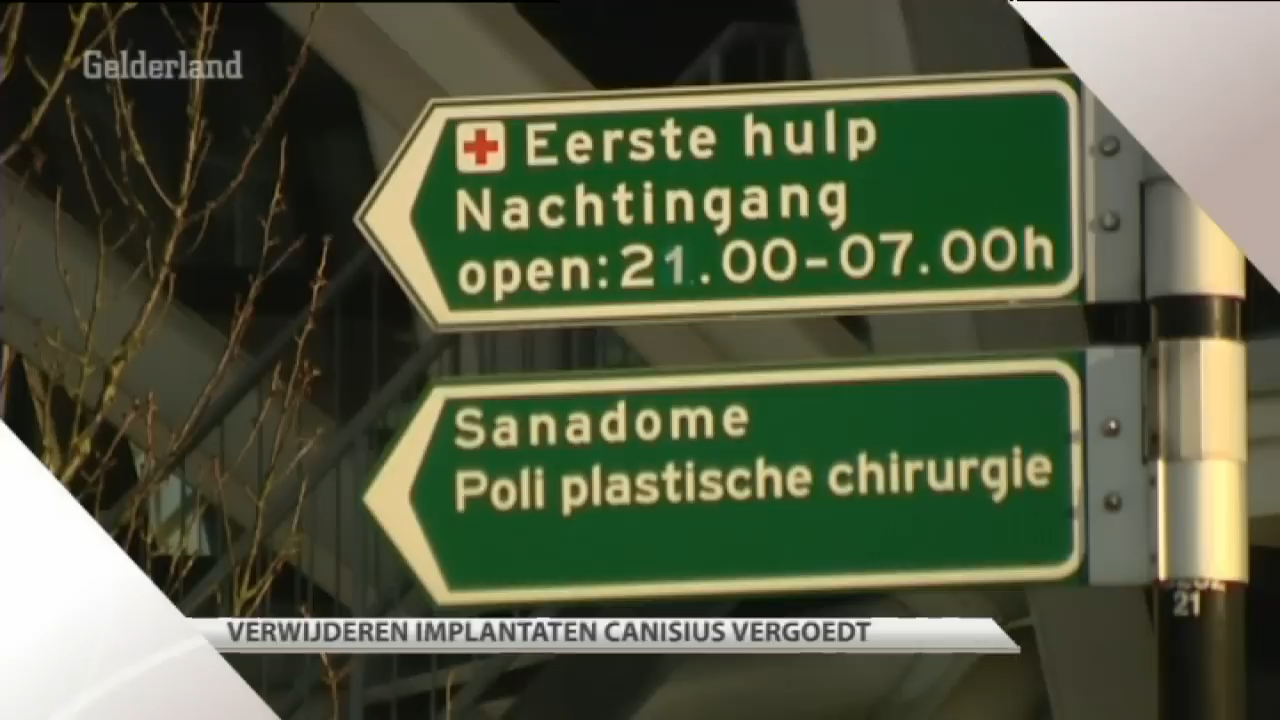 Gelderland
Eerste hulp
Nachtingang
open: 21.00-07.00h
Sanadome
Poli plastische chirurgie
21
VERWIJDEREN IMPLANTATEN CANISIUS VERGOEDT